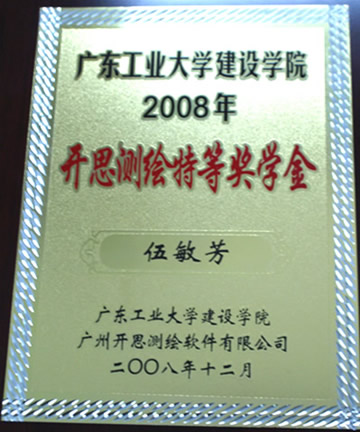 广东工业大学建设学院
2008年
开思测绘特等奖学金
伍敏芳
广东工业大学建设学院
广州开思测绘软件有限公司
二〇〇八年十二月